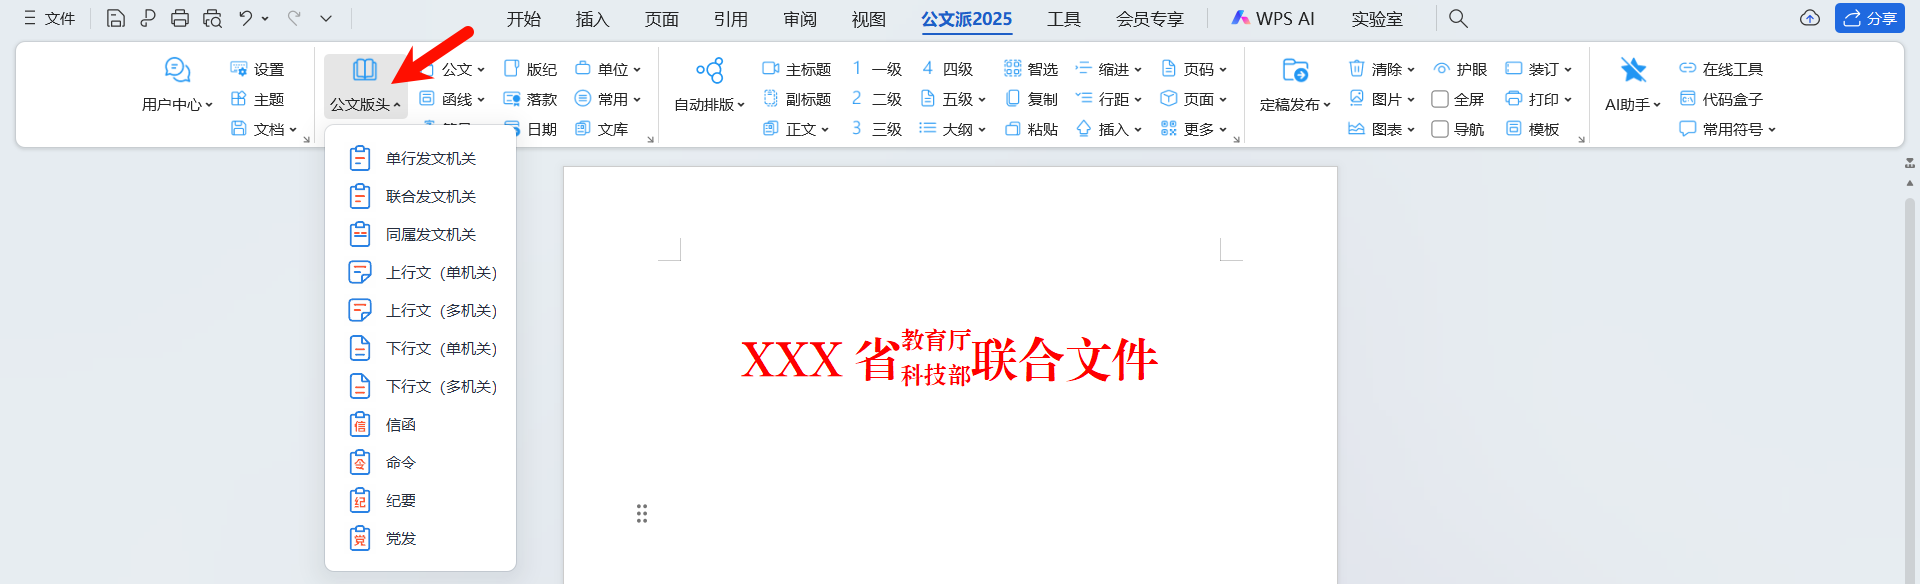 文件
开始 插入 页面 引用 审阅 视图 公文派2025 工具 会员专享 WPS AI 实验室
分享
用户中心
设置
主题
文档
公文版头
公文 版纪 单位
函线 落款 常用
日期 文库
自动排版
主标题 1 一级 4 四级 智选 缩进 页码
副标题 2 二级 五级 复制 行距 页面
正文 3 三级 大纲 粘贴 插入 更多
定稿发布
清除 护眼 装订
图片 全屏 打印
图表 导航 模板
AI助手
在线工具
代码盒子
常用符号
单行发文机关
联合发文机关
同属发文机关
上行文（单机关）
上行文（多机关）
下行文（单机关）
下行文（多机关）
信 信函
令 命令
纪 纪要
党 党发
XXX 省教育厅科技部联合文件